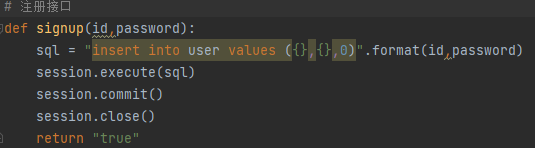 # 注册接口
def signup(id,password):
sql = "insert into user values ({},{},0)".format(id,password)
session.execute(sql)
session.commit()
session.close()
return "true"